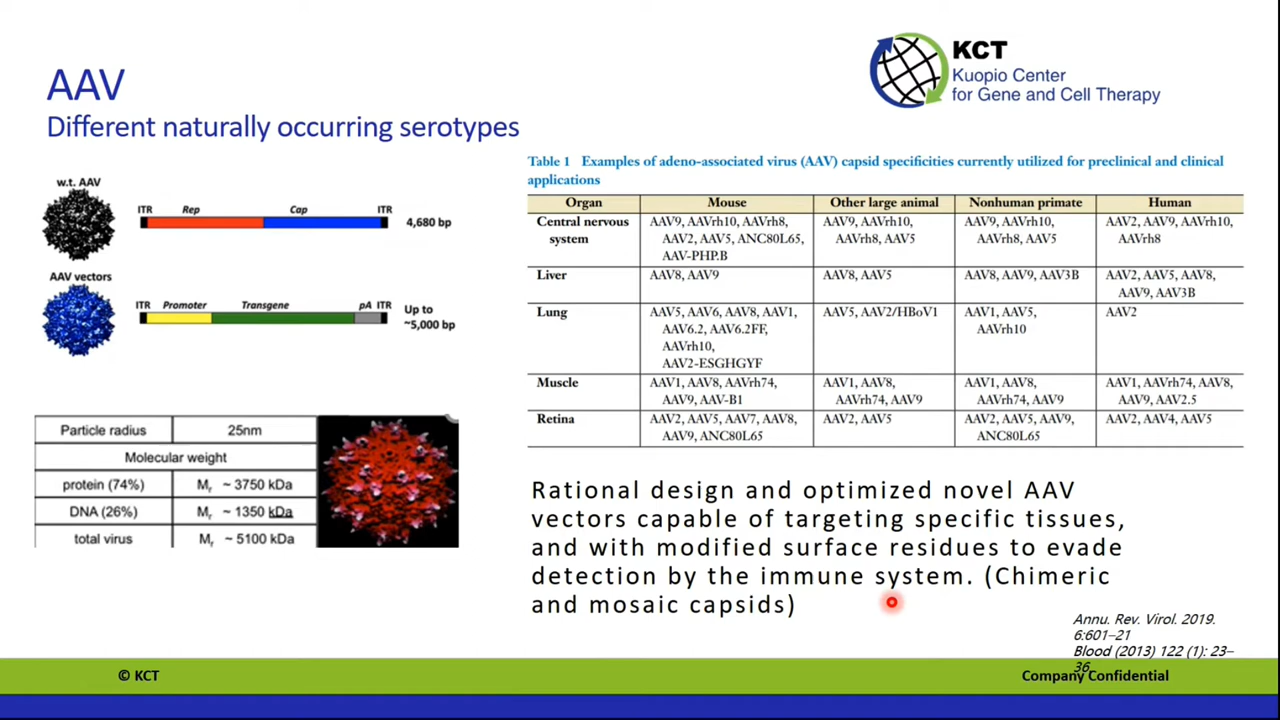 AAV
Different naturally occurring serotypes
KCT
Kuopio Center
for Gene and Cell Therapy
w.t. AAV
ITR Rep Cap ITR
4,680 bp
AAV vectors
ITR Promoter Transgene pA ITR
Up to
~5,000 bp
Particle radius 25nm
Molecular weight
protein (74%) Mr ~ 3750 kDa
DNA (26%) Mr ~ 1350 kDa
total virus Mr ~ 5100 kDa
Table 1 Examples of adeno-associated virus (AAV) capsid specificities currently utilized for preclinical and clinical
applications
Organ Mouse Other large animal Nonhuman primate Human
Central nervous AAV9, AAVrh10, AAVrh8, AAV9, AAVrh10, AAV9, AAVrh10, AAV2, AAV9, AAVrh10,
system AAV2, AAV5, ANC80L65, AAVrh8, AAV5 AAVrh8, AAV5 AAVrh8
AAV-PHP.B
Liver AAV8, AAV9 AAV8, AAV5 AAV8, AAV9, AAV3B AAV2, AAV5, AAV8,
AAV9, AAV3B
Lung AAV5, AAV6, AAV8, AAV1, AAV5, AAV2/HBoV1 AAV1, AAV5, AAV2
AAV6.2, AAV6.2FF, AAVrh10
AAVrh10,
AAV2-ESGHGYF
Muscle AAV1, AAV8, AAVrh74, AAV1, AAV8, AAV1, AAV8, AAV1, AAVrh74, AAV8,
AAV9, AAV-B1 AAVrh74, AAV9 AAVrh74, AAV9 AAV9, AAV2.5
Retina AAV2, AAV5, AAV7, AAV8, AAV2, AAV5 AAV2, AAV5, AAV9, AAV2, AAV4, AAV5
AAV9, ANC80L65 ANC80L65
Rational design and optimized novel AAV
vectors capable of targeting specific tissues,
and with modified surface residues to evade
detection by the immune system. (Chimeric
and mosaic capsids)
Annu. Rev. Virol. 2019.
6:601–21
Blood (2013) 122 (1): 23–
36.
© KCT
Company Confidential